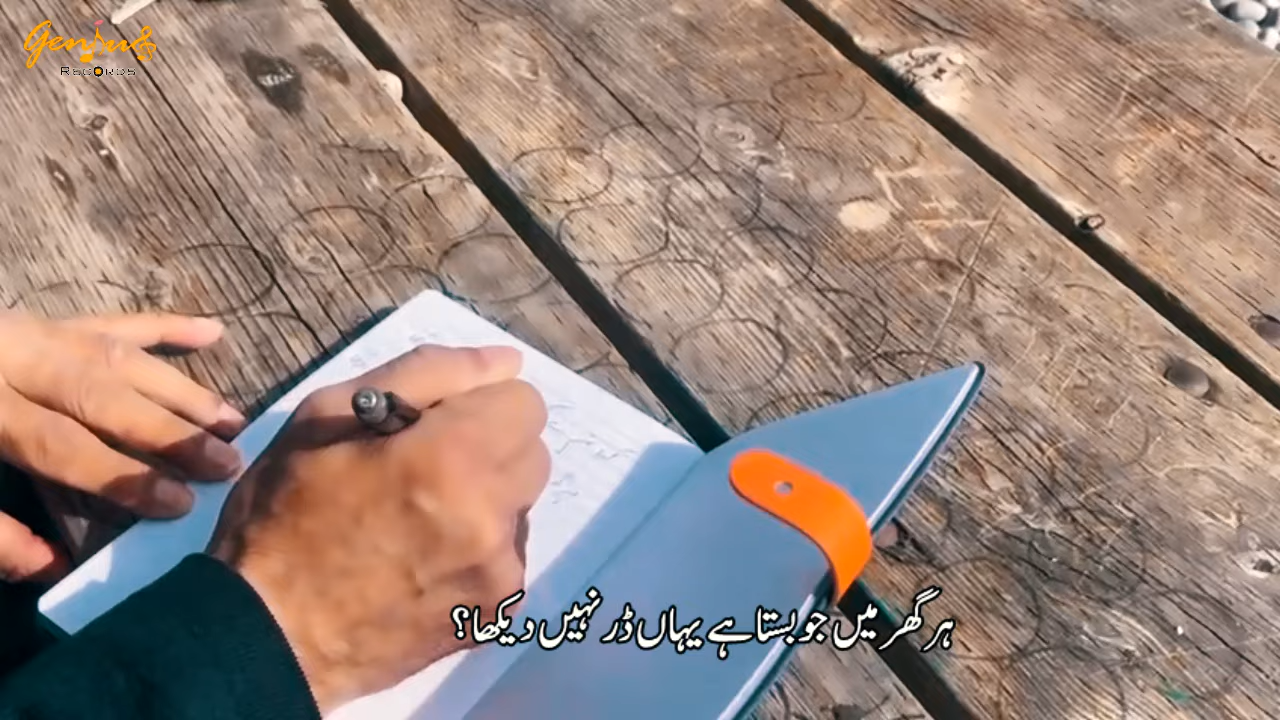 Genius
Records
ہر گھر میں جو بستا ہے یہاں ڈر نہیں دیکھا؟